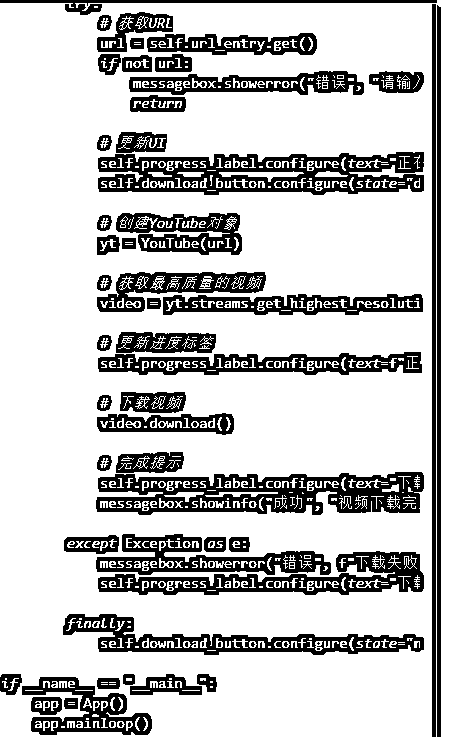 try:
# 获取URL
url = self.url_entry.get()
if not url:
messagebox.showerror("错误", "请输入
return
# 更新UI
self.progress_label.configure(text="正在
self.download_button.configure(state="d
# 创建YouTube对象
yt = YouTube(url)
# 获取最高质量的视频
video = yt.streams.get_highest_resoluti
# 更新进度标签
self.progress_label.configure(text=f"正
# 下载视频
video.download()
# 完成提示
self.progress_label.configure(text="下载
messagebox.showinfo("成功", "视频下载完
except Exception as e:
messagebox.showerror("错误", f"下载失败
self.progress_label.configure(text="下载
finally:
self.download_button.configure(state="n
if __name__ == "__main__":
app = App()
app.mainloop()